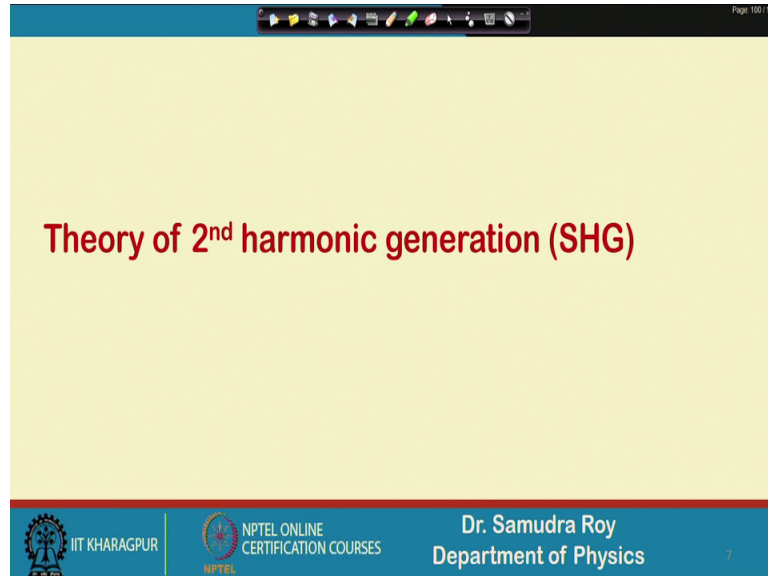 Page: 100 / 1
Theory of 2nd harmonic generation (SHG)
IIT KHARAGPUR
NPTEL
NPTEL ONLINE
CERTIFICATION COURSES
Dr. Samudra Roy
Department of Physics
7